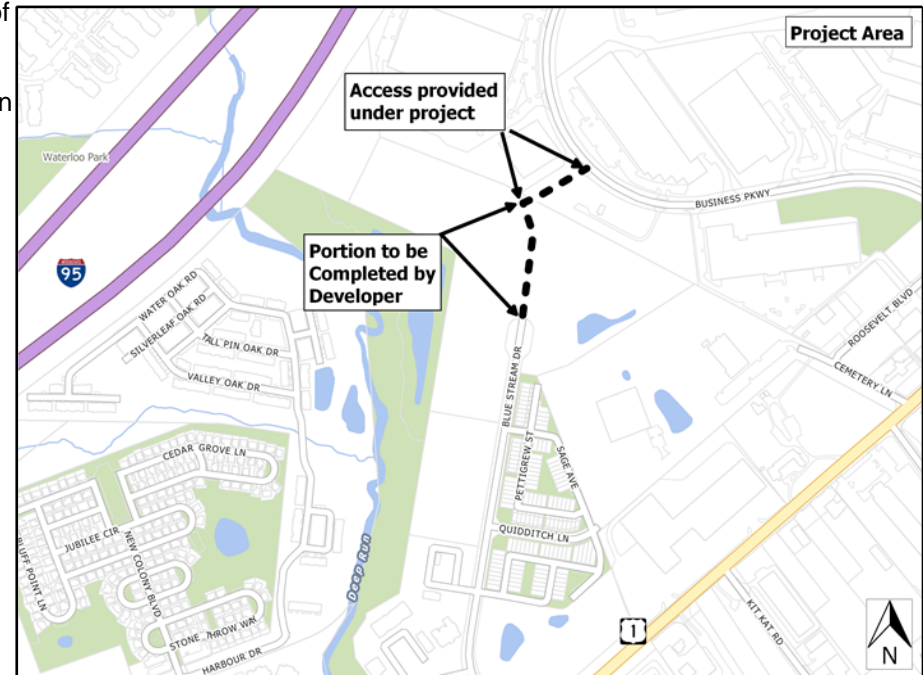 of
n
Project Area
Access provided
under project
Waterloo Park
BUSINESS PKWY
Portion to be
Completed by
Developer
95
WATER OAK RD
SILVERLEAF OAK RD
TALL PIN OAK DR
VALLEY OAK DR
ROOSEVELT BLVD
CEMETERY LN
BLUE STREAM DR
PETTIGREW ST
SAGE AVE
CEDAR GROVE LN
JUBILEE CIR
NEW COLONY BLVD
BLUFF POINT LN
QUIDDITCH LN
Deep Run
STONE THROW WAY
HARBOUR DR
1
KIT KAT RD
N